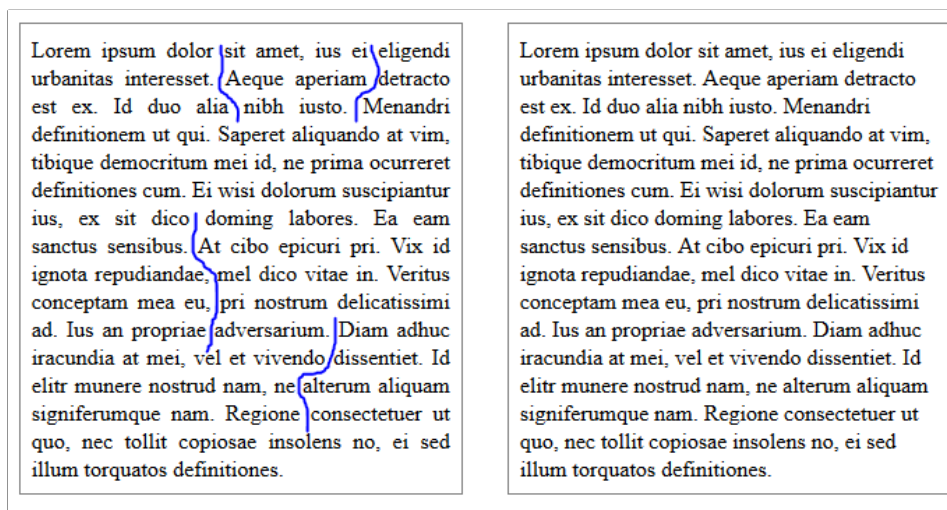 Lorem ipsum dolor sit amet, ius ei eligendi
urbanitas interesset. Aeque aperiam detracto
est ex. Id duo alia nibh iusto. Menandri
definitionem ut qui. Saperet aliquando at vim,
tibique democritum mei id, ne prima ocurreret
definitiones cum. Ei wisi dolorum suscipiantur
ius, ex sit dico doming labores. Ea eam
sanctus sensibus. At cibo epicuri pri. Vix id
ignota repudiandae, mel dico vitae in. Veritus
conceptam mea eu, pri nostrum delicatissimi
ad. Ius an propriae adversarium. Diam adhuc
iracundia at mei, vel et vivendo dissentiet. Id
elitr munere nostrud nam, ne alterum aliquam
signiferumque nam. Regione consectetuer ut
quo, nec tollit copiosae insolens no, ei sed
illum torquatos definitiones.
Lorem ipsum dolor sit amet, ius ei eligendi
urbanitas interesset. Aeque aperiam detracto
est ex. Id duo alia nibh iusto. Menandri
definitionem ut qui. Saperet aliquando at vim,
tibique democritum mei id, ne prima ocurreret
definitiones cum. Ei wisi dolorum suscipiantur
ius, ex sit dico doming labores. Ea eam
sanctus sensibus. At cibo epicuri pri. Vix id
ignota repudiandae, mel dico vitae in. Veritus
conceptam mea eu, pri nostrum delicatissimi
ad. Ius an propriae adversarium. Diam adhuc
iracundia at mei, vel et vivendo dissentiet. Id
elitr munere nostrud nam, ne alterum aliquam
signiferumque nam. Regione consectetuer ut
quo, nec tollit copiosae insolens no, ei sed
illum torquatos definitiones.